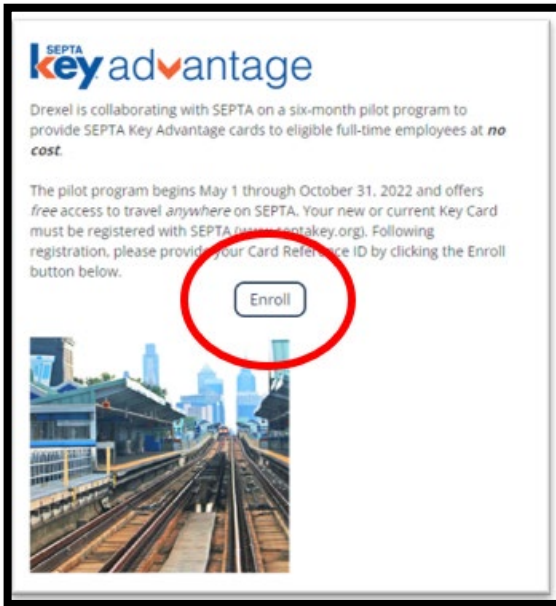 SEPTA
key advantage
Drexel is collaborating with SEPTA on a six-month pilot program to
provide SEPTA Key Advantage cards to eligible full-time employees at no
cost.
The pilot program begins May 1 through October 31, 2022 and offers
free access to travel anywhere on SEPTA. Your new or current Key Card
must be registered with SEPTA (www.septakey.org). Following
registration, please provide your Card Reference ID by clicking the Enroll
button below.
Enroll